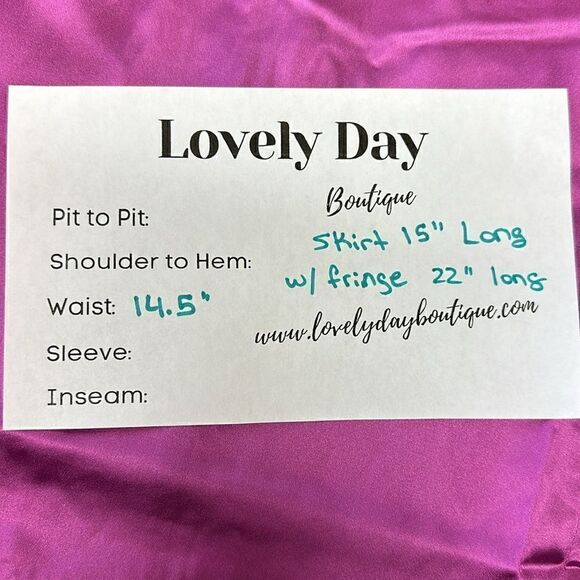 Lovely Day
Boutique
Pit to Pit:
Skirt 15" Long
Shoulder to Hem:
w/ fringe 22" long
Waist: 14.5"
www.lovelydayboutique.com
Sleeve:
Inseam: